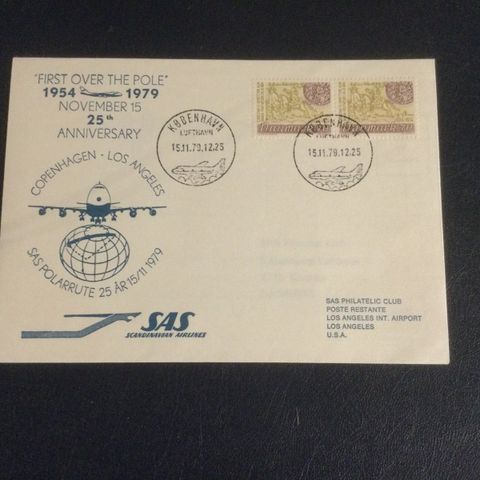 "FIRST OVER THE POLE"
1954 1979
NOVEMBER 15
25th
ANNIVERSARY
COPENHAGEN - LOS ANGELES
SAS POLARRUTE 25 ÅR 15/11 1979
SAS
SCANDINAVIAN AIRLINES
KØBENHAVN
LUFTHAVN
15.11.79.12.25
KØBENHAVN
LUFTHAVN
15.11.79.12.25
SAS PHILATELIC CLUB
POSTE RESTANTE
LOS ANGELES INT. AIRPORT
LOS ANGELES
U.S.A.